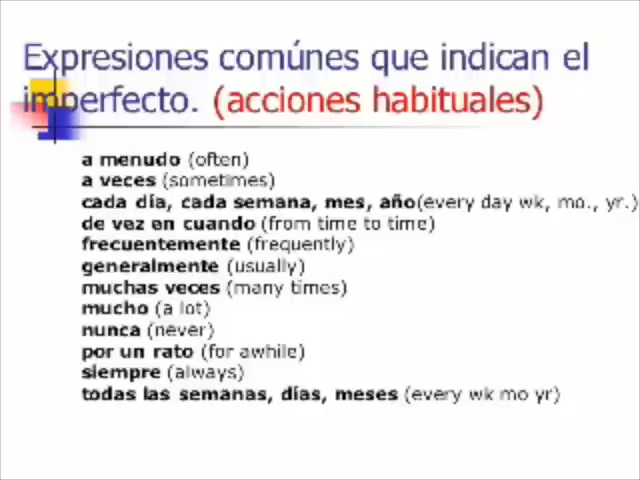 Expresiones comúnes que indican el
imperfecto. (acciones habituales)
a menudo (often)
a veces (sometimes)
cada día, cada semana, mes, año(every day wk, mo., yr.)
de vez en cuando (from time to time)
frecuentemente (frequently)
generalmente (usually)
muchas veces (many times)
mucho (a lot)
nunca (never)
por un rato (for awhile)
siempre (always)
todas las semanas, días, meses (every wk mo yr)